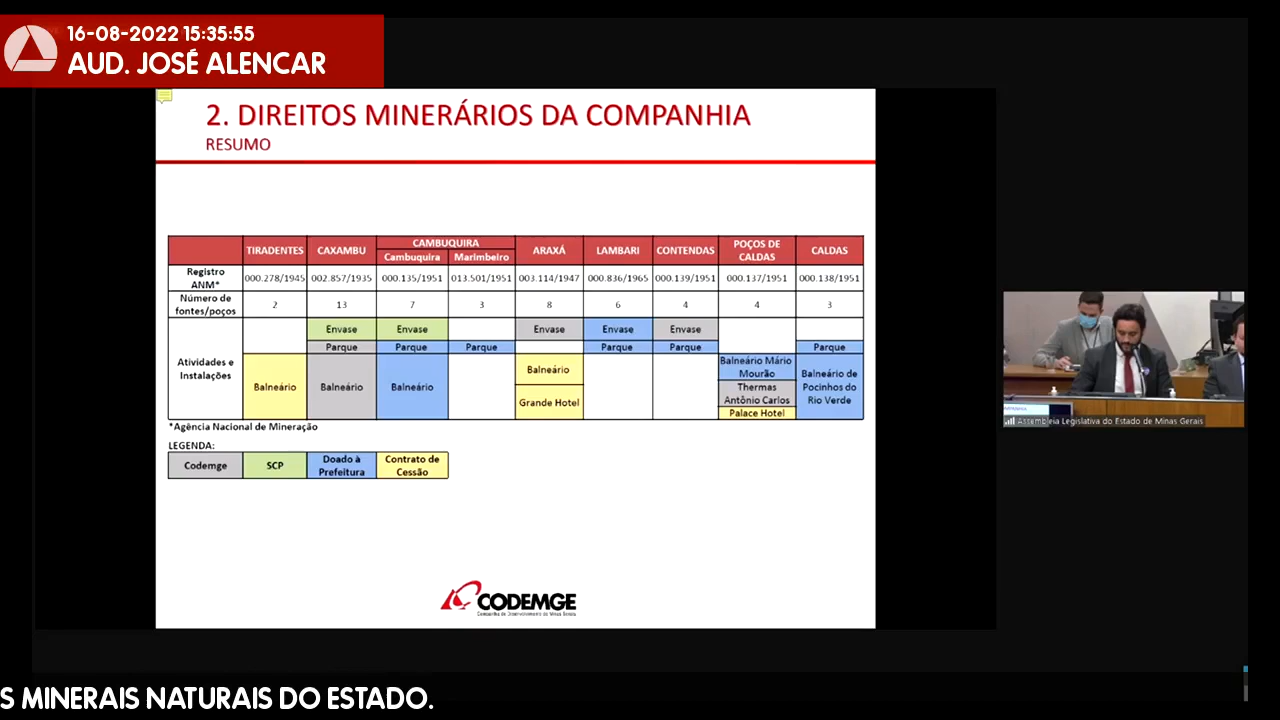 16-08-2022 15:35:55
AUD. JOSÉ ALENCAR
2. DIREITOS MINERÁRIOS DA COMPANHIA
RESUMO
TIRADENTES CAXAMBU CAMBUQUIRA ARAXÁ LAMBARI CONTENDAS POÇOS DE CALDAS CALDAS
Cambuquira Marimbeiro
Registro ANM* 000.278/1945 002.857/1935 000.135/1951 013.501/1951 003.114/1947 000.836/1965 000.139/1951 000.137/1951 000.138/1951
Número de fontes/poços 2 13 7 3 8 6 4 4 3
Atividades e Instalações
Envase Envase Envase Envase Envase
Parque Parque Parque Parque Parque Parque
Balneário Balneário Balneário Balneário Balneário Mário Mourão Balneário de Pocinhos do Rio Verde
Grande Hotel Thermas Antônio Carlos
Palace Hotel
*Agência Nacional de Mineração
LEGENDA:
Codemge SCP Doado à Prefeitura Contrato de Cessão
CODEMGE
Companhia de Desenvolvimento de Minas Gerais
Assembleia Legislativa do Estado de Minas Gerais
S MINERAIS NATURAIS DO ESTADO.